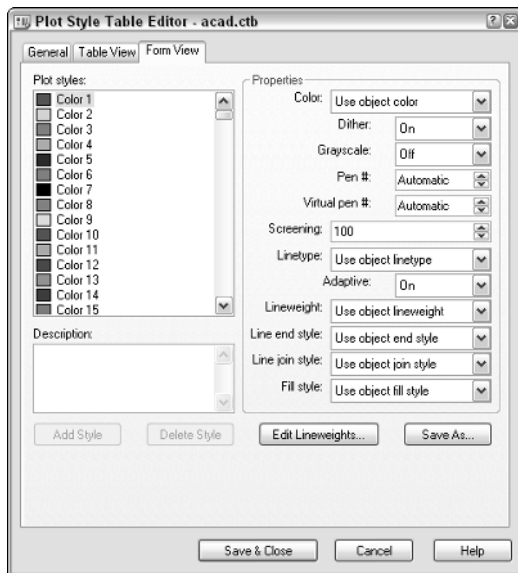 Plot Style Table Editor - acad.ctb
General Table View Form View
Plot styles:
Color 1
Color 2
Color 3
Color 4
Color 5
Color 6
Color 7
Color 8
Color 9
Color 10
Color 11
Color 12
Color 13
Color 14
Color 15
Description:
Add Style Delete Style
Properties
Color: Use object color
Dither: On
Grayscale: Off
Pen #: Automatic
Virtual pen #: Automatic
Screening: 100
Linetype: Use object linetype
Adaptive: On
Lineweight: Use object lineweight
Line end style: Use object end style
Line join style: Use object join style
Fill style: Use object fill style
Edit Lineweights... Save As...
Save & Close Cancel Help